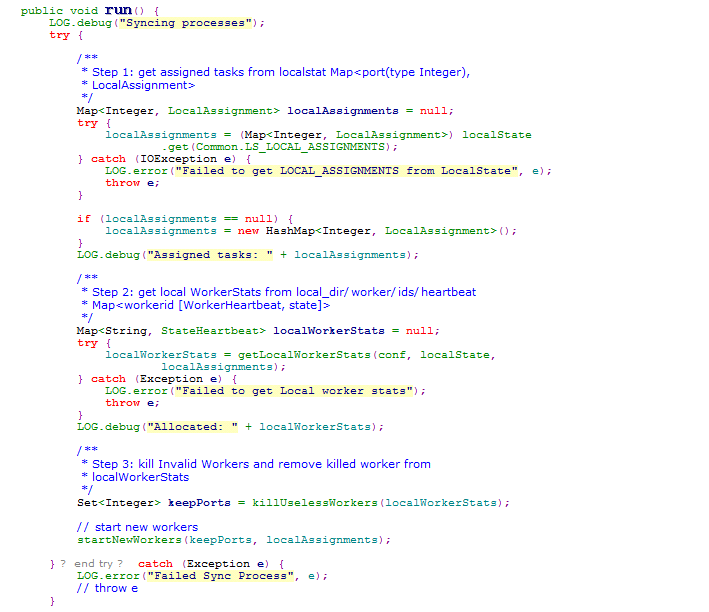 public void run() {
LOG.debug("Syncing processes");
try {
/**
* Step 1: get assigned tasks from localstat Map<port(type Integer),
* LocalAssignment>
*/
Map<Integer, LocalAssignment> localAssignments = null;
try {
localAssignments = (Map<Integer, LocalAssignment>) localState
.get(Common.LS_LOCAL_ASSIGNMENTS);
} catch (IOException e) {
LOG.error("Failed to get LOCAL_ASSIGNMENTS from LocalState", e);
throw e;
}
if (localAssignments == null) {
localAssignments = new HashMap<Integer, LocalAssignment>();
}
LOG.debug("Assigned tasks: " + localAssignments);
/**
* Step 2: get local WorkerStats from local_dir/worker/ids/heartbeat
* Map<workerid [WorkerHeartbeat, state]>
*/
Map<String, StateHeartbeat> localWorkerStats = null;
try {
localWorkerStats = getLocalWorkerStats(conf, localState,
localAssignments);
} catch (Exception e) {
LOG.error("Failed to get Local worker stats");
throw e;
}
LOG.debug("Allocated: " + localWorkerStats);
/**
* Step 3: kill Invalid Workers and remove killed worker from
* localWorkerStats
*/
Set<Integer> keepPorts = killUselessWorkers(localWorkerStats);
// start new workers
startNewWorkers(keepPorts, localAssignments);
} ? end try ? catch (Exception e) {
LOG.error("Failed Sync Process", e);
// throw e
}